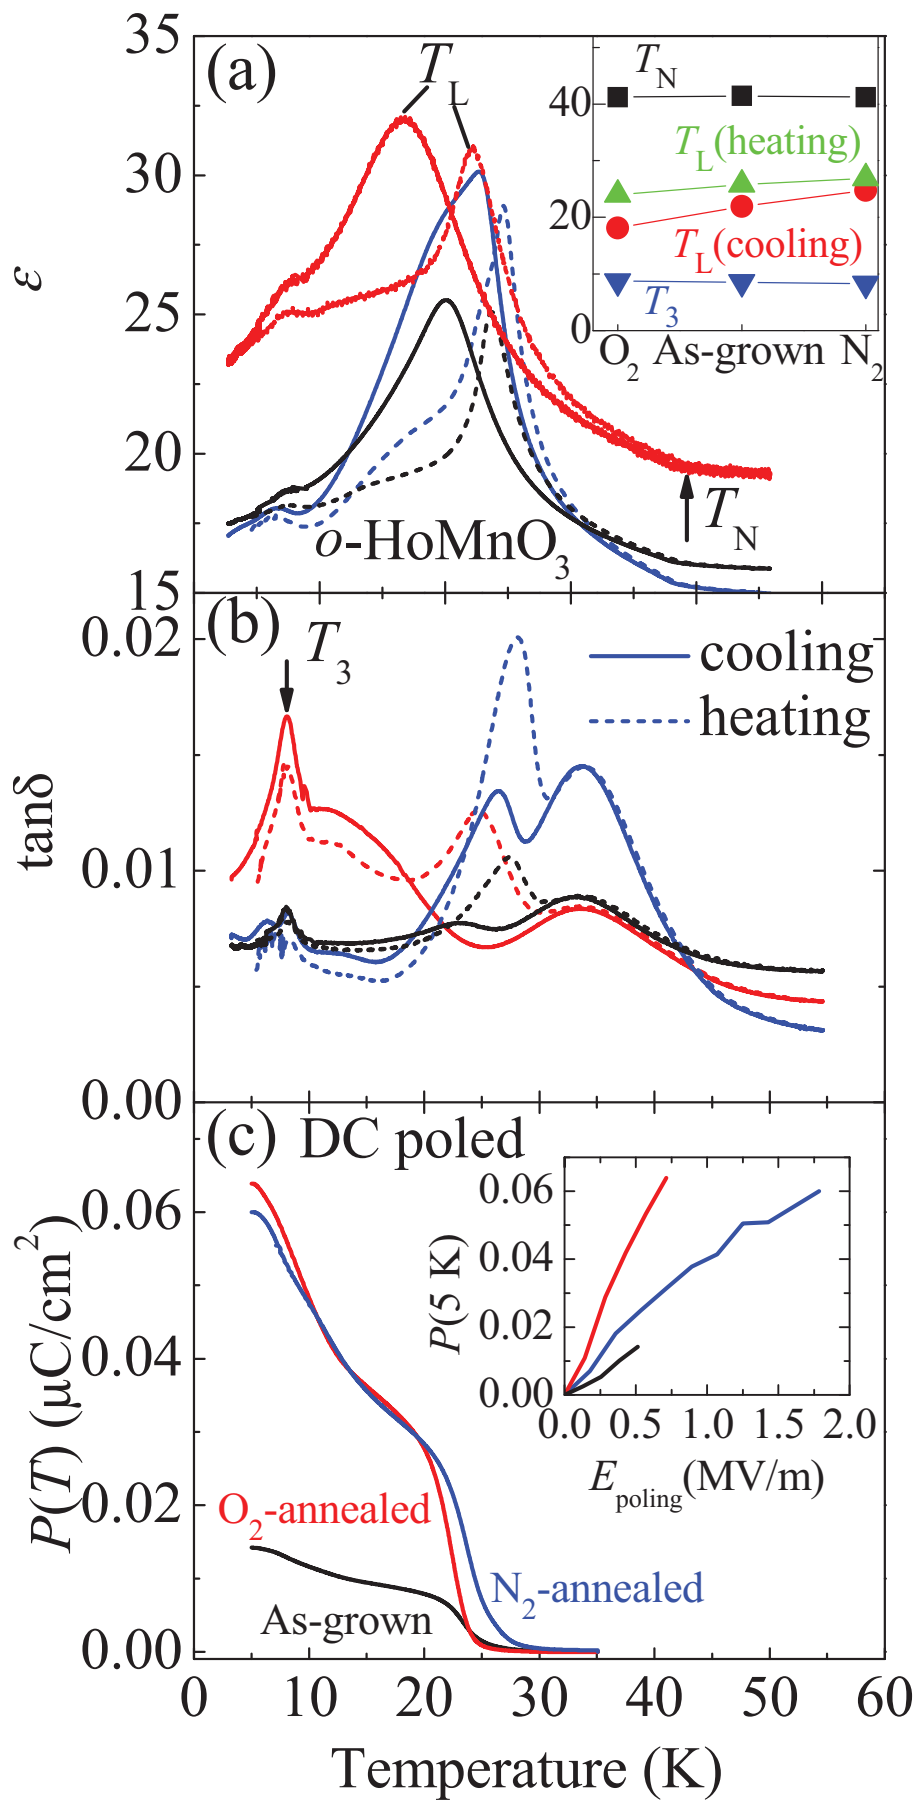 (a)
T_L
35
30
25
20
15
ε
T_N
40
T_L(heating)
20
T_L(cooling)
T_3
0
O_2 As-grown N_2
o-HoMnO_3
T_N
(b)
T_3
cooling
heating
0.02
0.01
0.00
tanδ
(c) DC poled
0.06
0.04
0.02
0.00
P(T) (μC/cm^2)
0.06
0.04
0.02
0.00
P(5 K)
0.0 0.5 1.0 1.5 2.0
E_poling(MV/m)
O_2-annealed
N_2-annealed
As-grown
0 10 20 30 40 50 60
Temperature (K)